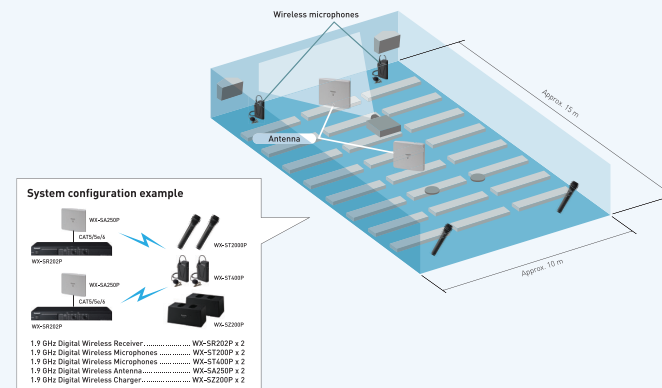 Wireless microphones
Approx. 15 m
Antenna
Approx. 10 m
System configuration example
WX-SA250P
CAT5/5e/6
WX-SR202P
WX-ST2000P
WX-ST400P
WX-SA250P
CAT5/5e/6
WX-SR202P
WX-SZ200P
1.9 GHz Digital Wireless Receiver............... WX-SR202P x 2
1.9 GHz Digital Wireless Microphones .......... WX-ST200P x 2
1.9 GHz Digital Wireless Microphones .......... WX-ST400P x 2
1.9 GHz Digital Wireless Antenna............... WX-SA250P x 2
1.9 GHz Digital Wireless Charger............... WX-SZ200P x 2